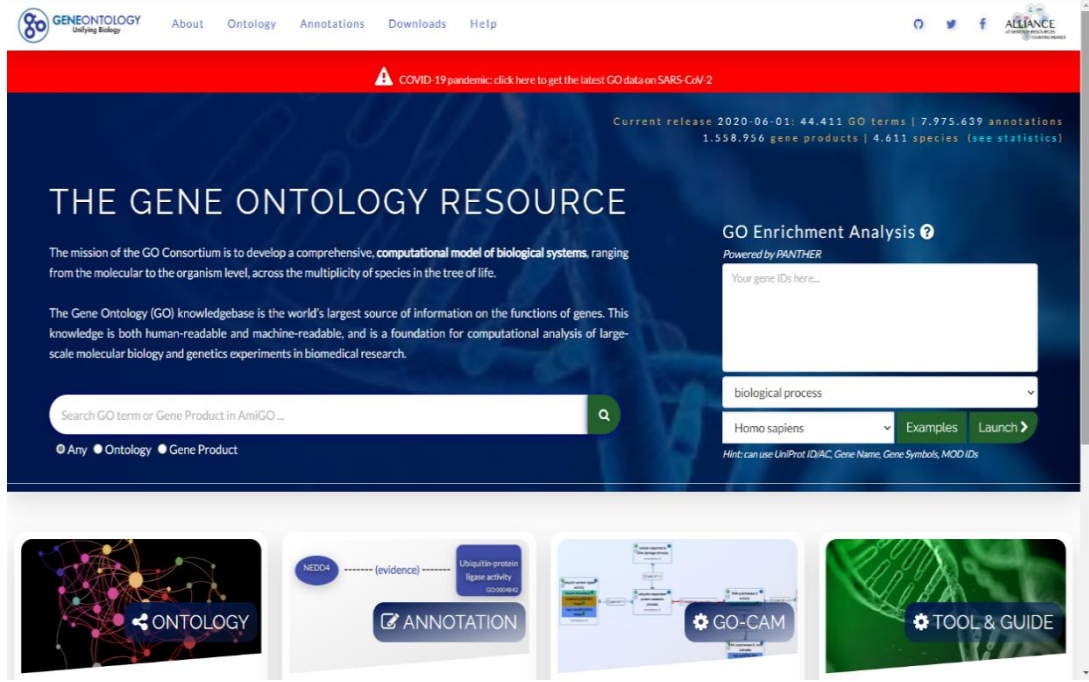 GENEONTOLOGY
Unifying Biology
About Ontology Annotations Downloads Help
ALLIANCE
COVID-19 pandemic: click here to get the latest GO data on SARS-CoV-2
Current release 2020-06-01: 44.411 GO terms | 7.975.639 annotations
1.558.956 gene products | 4.611 species (see statistics)
THE GENE ONTOLOGY RESOURCE
The mission of the GO Consortium is to develop a comprehensive, computational model of biological systems, ranging
from the molecular to the organism level, across the multiplicity of species in the tree of life.
The Gene Ontology (GO) knowledgebase is the world's largest source of information on the functions of genes. This
knowledge is both human-readable and machine-readable, and is a foundation for computational analysis of large-
scale molecular biology and genetics experiments in biomedical research.
Search GO term or Gene Product in AmiGO ...
Any Ontology Gene Product
GO Enrichment Analysis
Powered by PANTHER
Your gene IDs here...
biological process
Homo sapiens Examples Launch
Hint: can use UniProt ID/AC, Gene Name, Gene Symbols, MOD IDs
ONTOLOGY
NEDD4 ------- (evidence) ------- Ubiquitin-protein
ligase activity
GO:0004842
ANNOTATION
GO-CAM
TOOL & GUIDE